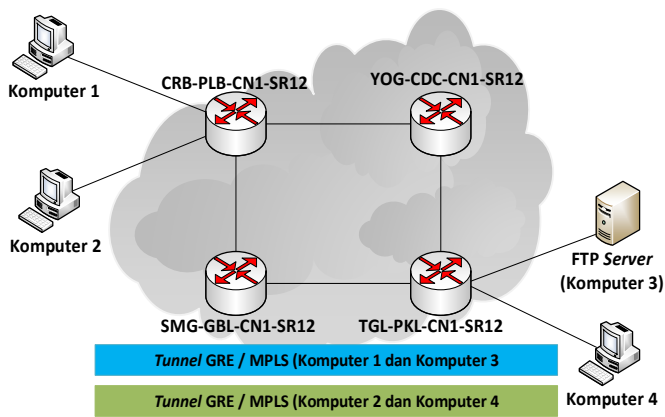 Komputer 1
CRB-PLB-CN1-SR12
YOG-CDC-CN1-SR12
Komputer 2
FTP Server
(Komputer 3)
SMG-GBL-CN1-SR12
TGL-PKL-CN1-SR12
Tunnel GRE / MPLS (Komputer 1 dan Komputer 3
Tunnel GRE / MPLS (Komputer 2 dan Komputer 4
Komputer 4